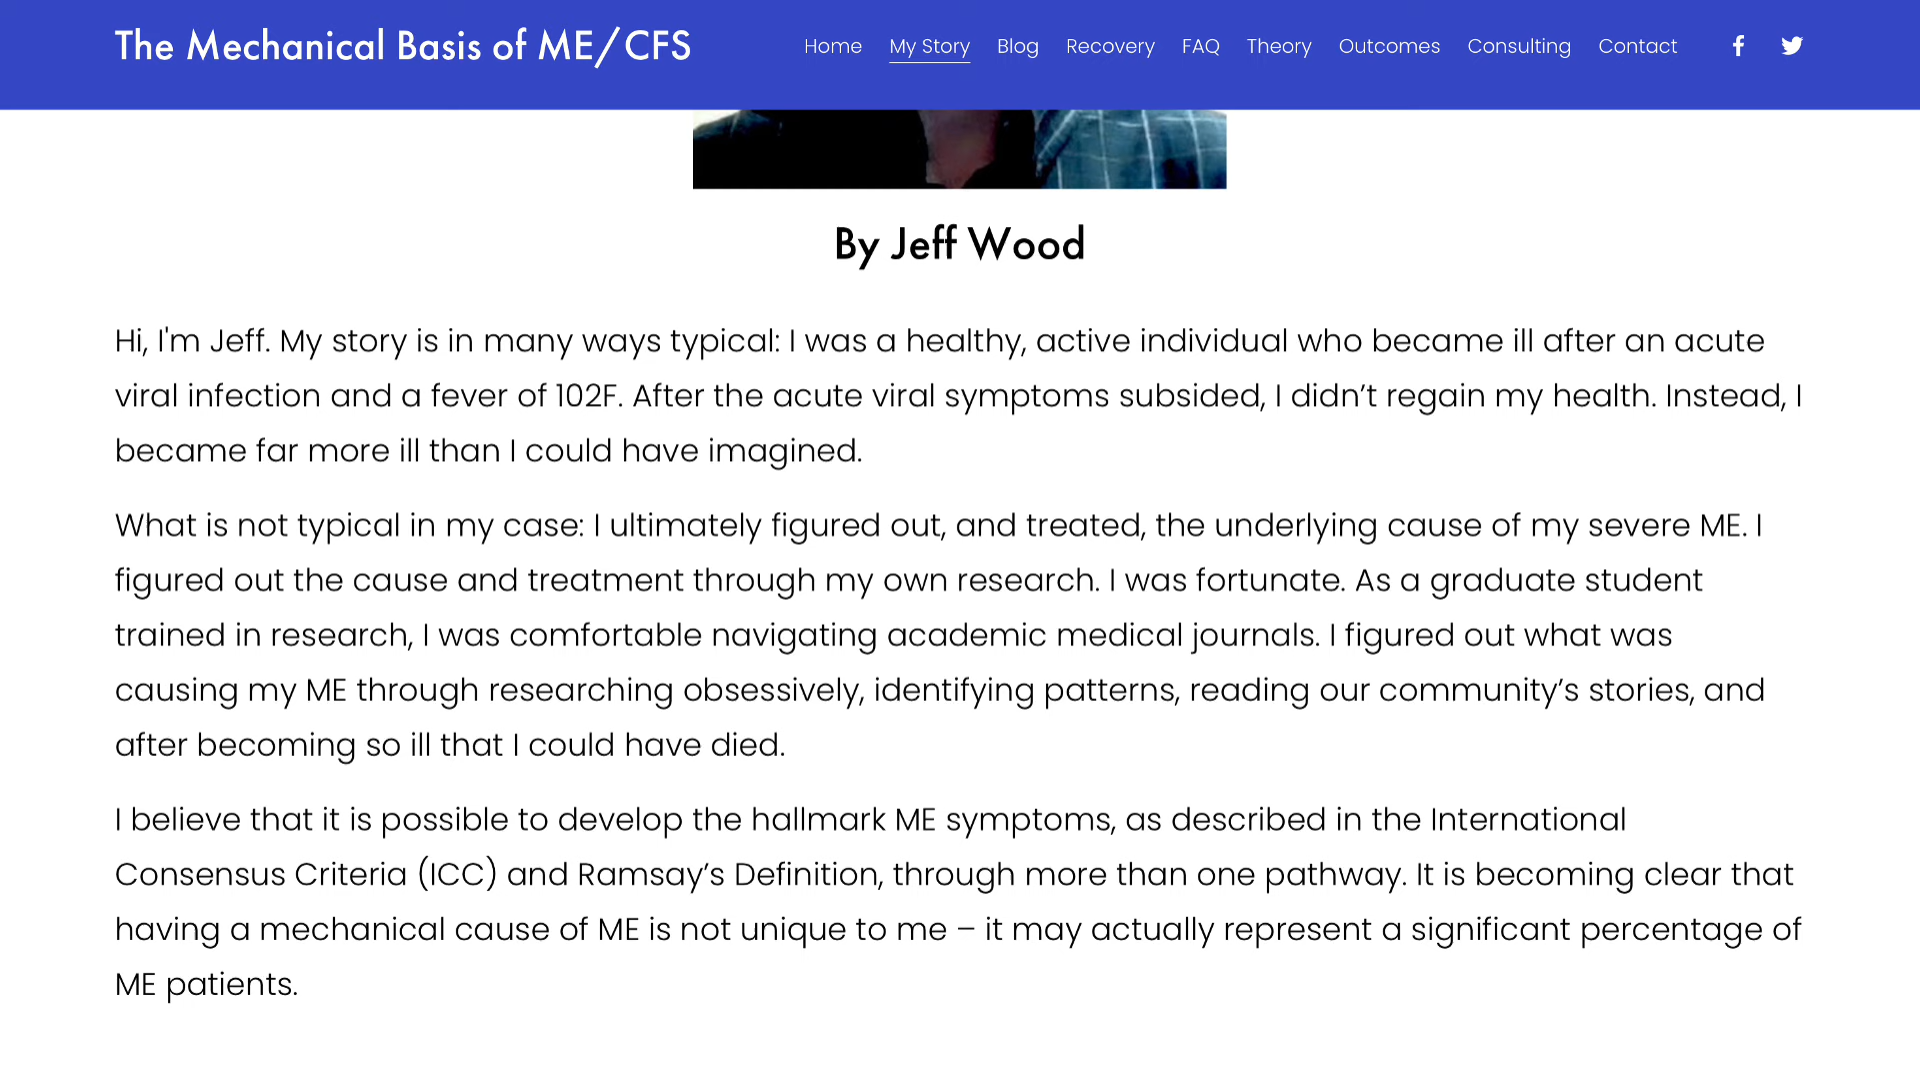 The Mechanical Basis of ME/CFS
Home My Story Blog Recovery FAQ Theory Outcomes Consulting Contact
By Jeff Wood
Hi, I'm Jeff. My story is in many ways typical: I was a healthy, active individual who became ill after an acute
viral infection and a fever of 102F. After the acute viral symptoms subsided, I didn’t regain my health. Instead, I
became far more ill than I could have imagined.
What is not typical in my case: I ultimately figured out, and treated, the underlying cause of my severe ME. I
figured out the cause and treatment through my own research. I was fortunate. As a graduate student
trained in research, I was comfortable navigating academic medical journals. I figured out what was
causing my ME through researching obsessively, identifying patterns, reading our community’s stories, and
after becoming so ill that I could have died.
I believe that it is possible to develop the hallmark ME symptoms, as described in the International
Consensus Criteria (ICC) and Ramsay’s Definition, through more than one pathway. It is becoming clear that
having a mechanical cause of ME is not unique to me – it may actually represent a significant percentage of
ME patients.